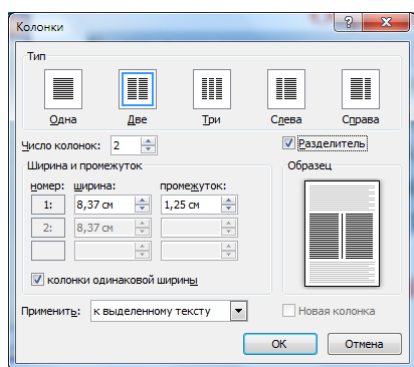 Колонки
Тип
Одна Две Три Слева Справа
Число колонок: 2 Разделитель
Ширина и промежуток Образец
номер: ширина: промежуток:
1: 8,37 см 1,25 см
2: 8,37 см
колонки одинаковой ширины
Применить: к выделенному тексту Новая колонка
ОК Отмена